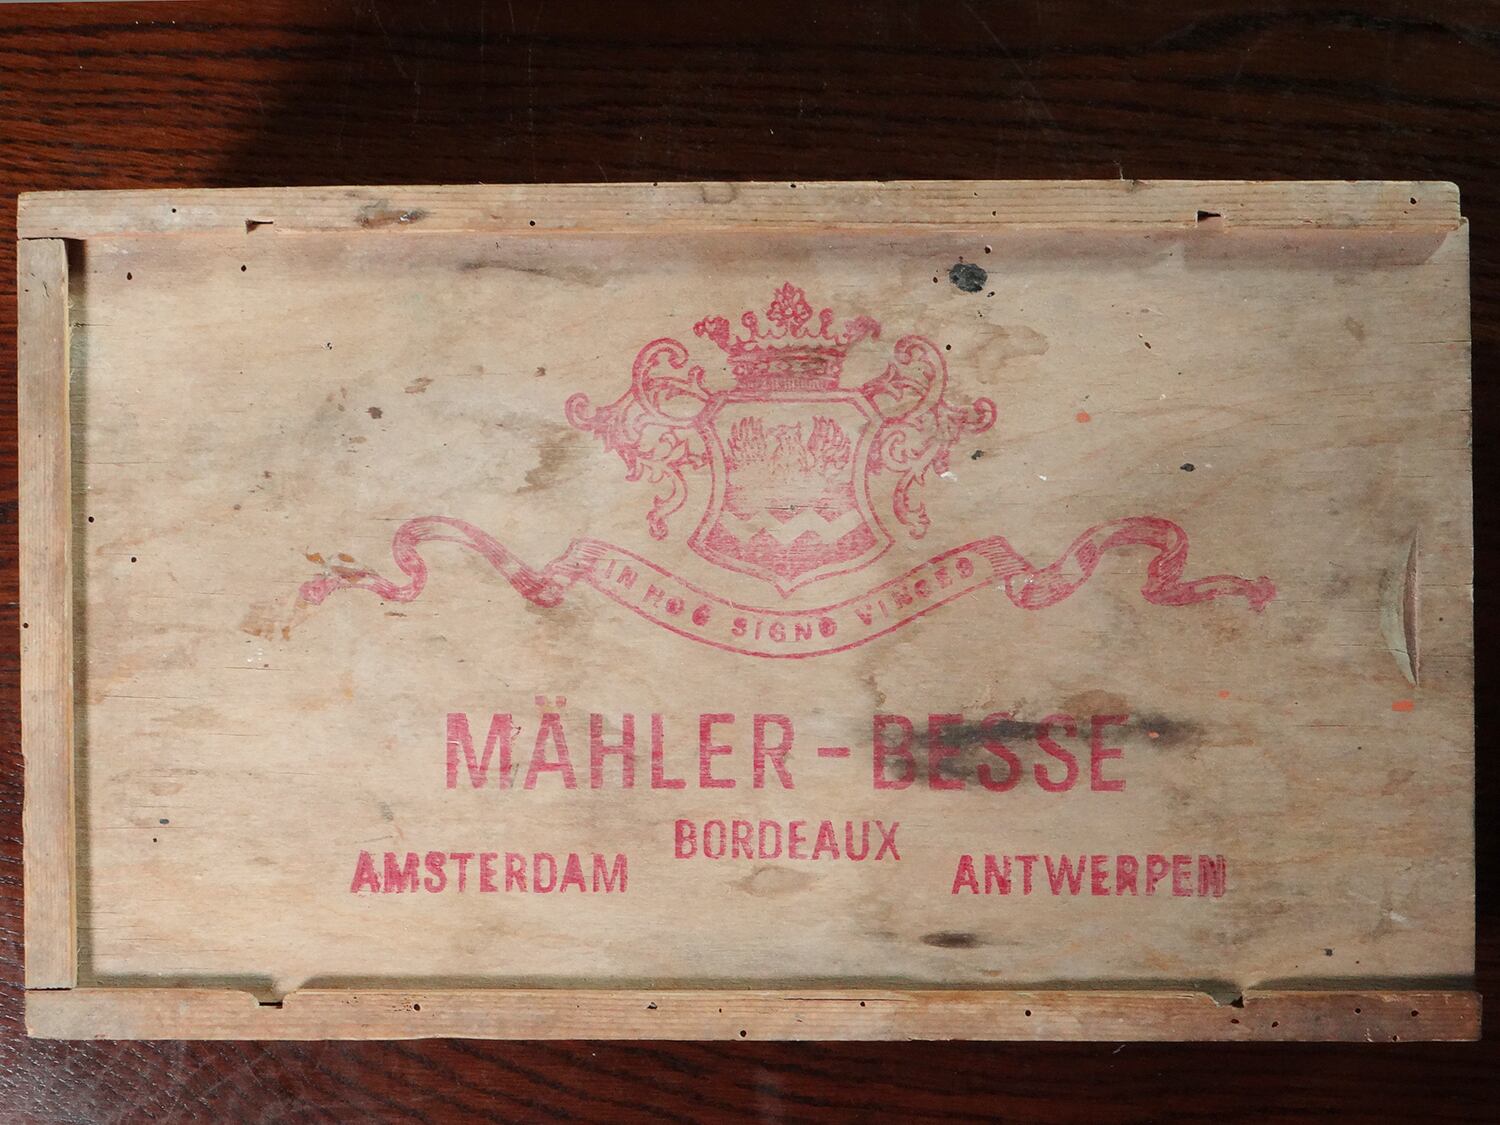 IN HOC SIGNO VINCES
MÄHLER-BESSE
BORDEAUX
AMSTERDAM ANTWERPEN